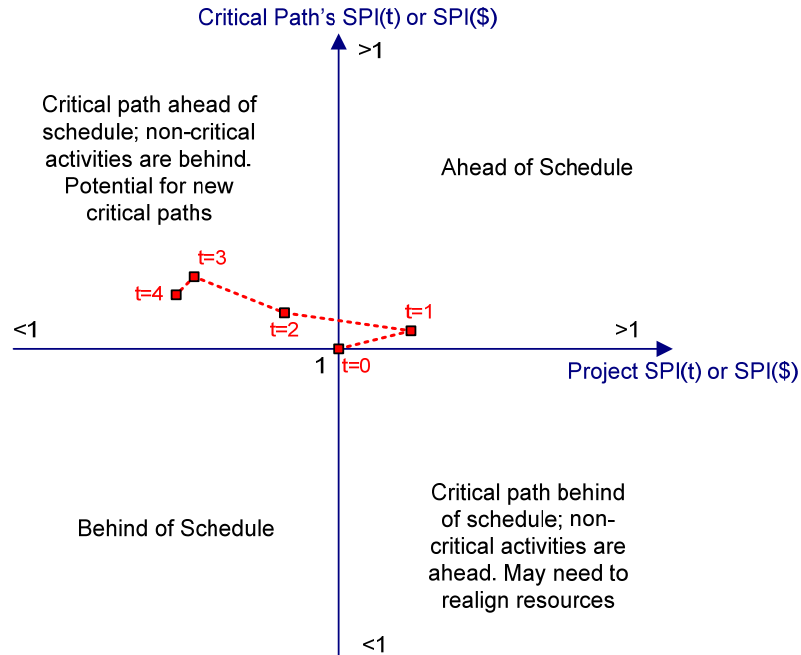 Critical Path's SPI(t) or SPI($)
>1
Critical path ahead of
schedule; non-critical
activities are behind.
Potential for new
critical paths
Ahead of Schedule
t=3
t=4
t=2
t=1
<1
>1
1
t=0
Project SPI(t) or SPI($)
Behind of Schedule
Critical path behind
of schedule; non-
critical activities are
ahead. May need to
realign resources
<1